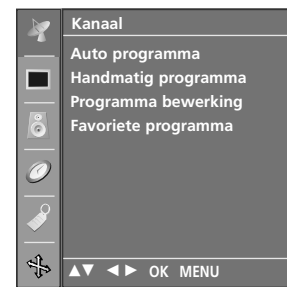 Kanaal
Auto programma
Handmatig programma
Programma bewerking
Favoriete programma
▲▼ ◄► OK MENU